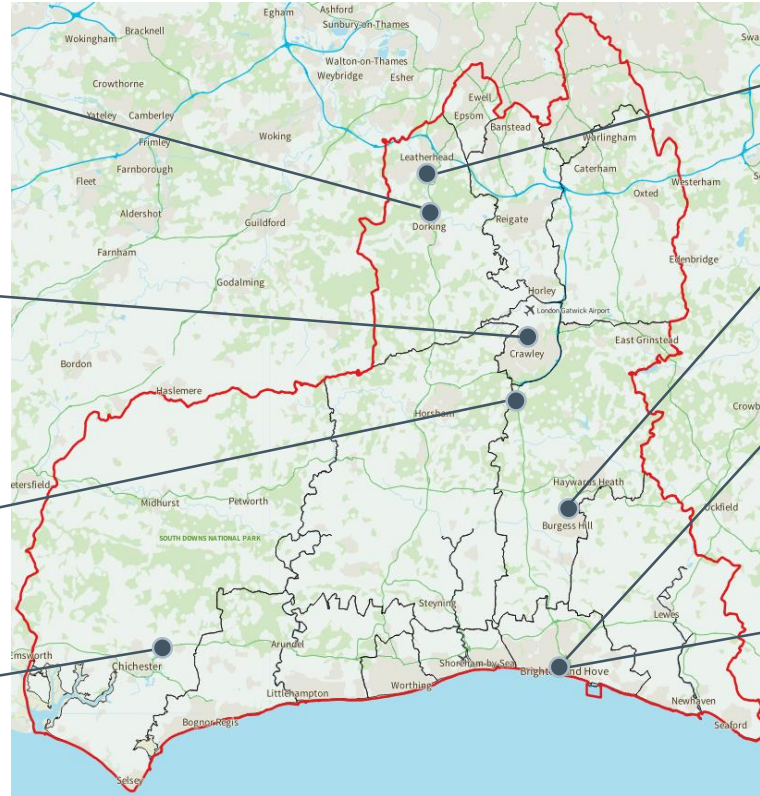 Egham
Ashford
Sunbury-on-Thames
Bracknell
Wokingham
Swa
Walton-on-Thames
Weybridge
Esher
Crowthorne
Ewell
Yateley
Camberley
Epsom
Banstead
Woking
Warlingham
Frimley
Leatherhead
Farnborough
Caterham
Fleet
Westerham
Oxted
Aldershot
Guildford
Reigate
Dorking
Farnham
Edenbridge
Godalming
Horley
London Gatwick Airport
East Grinstead
Crawley
Bordon
Haslemere
Crowb
Horsham
etersfield
Haywards Heath
Midhurst
Petworth
uckfield
Burgess Hill
SOUTH DOWNS NATIONAL PARK
Steyning
Lewes
Arundel
Emsworth
Chichester
Shoreham-by-Sea
Brighton and Hove
Worthing
Littlehampton
Newhaven
Bognor Regis
Seaford
Selsey